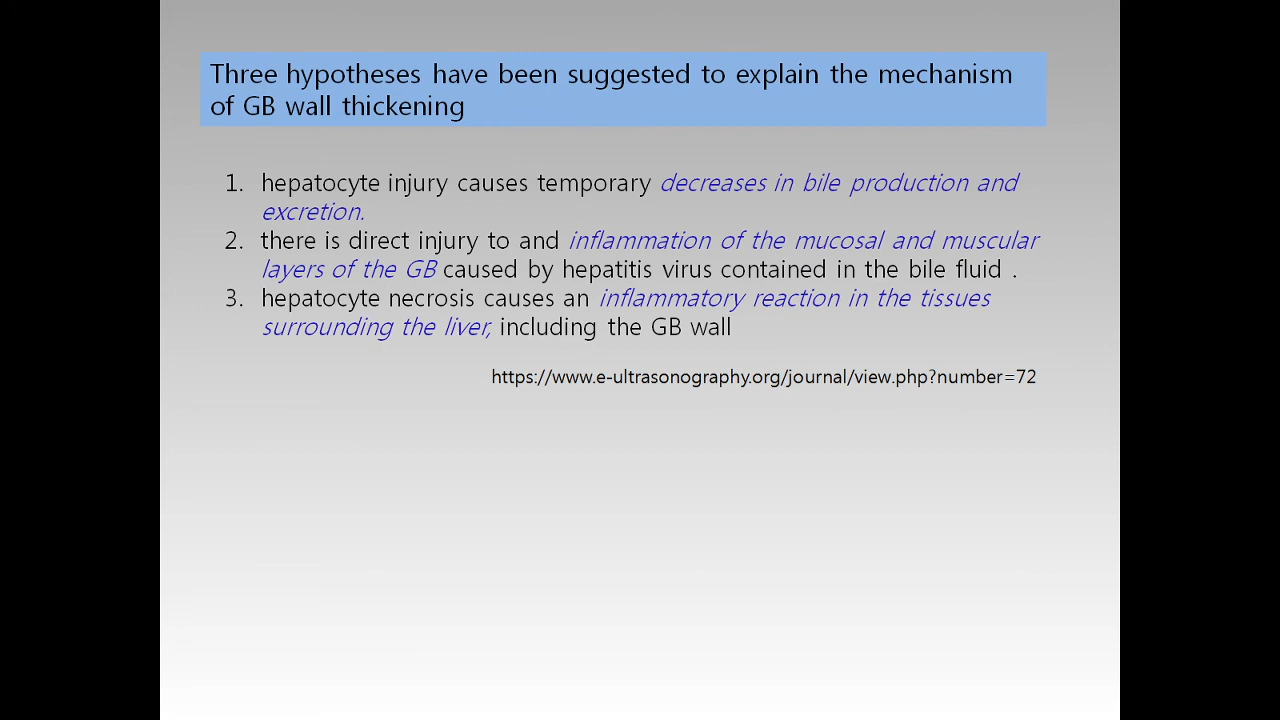 Three hypotheses have been suggested to explain the mechanism
of GB wall thickening
1. hepatocyte injury causes temporary decreases in bile production and
excretion.
2. there is direct injury to and inflammation of the mucosal and muscular
layers of the GB caused by hepatitis virus contained in the bile fluid .
3. hepatocyte necrosis causes an inflammatory reaction in the tissues
surrounding the liver, including the GB wall
https://www.e-ultrasonography.org/journal/view.php?number=72